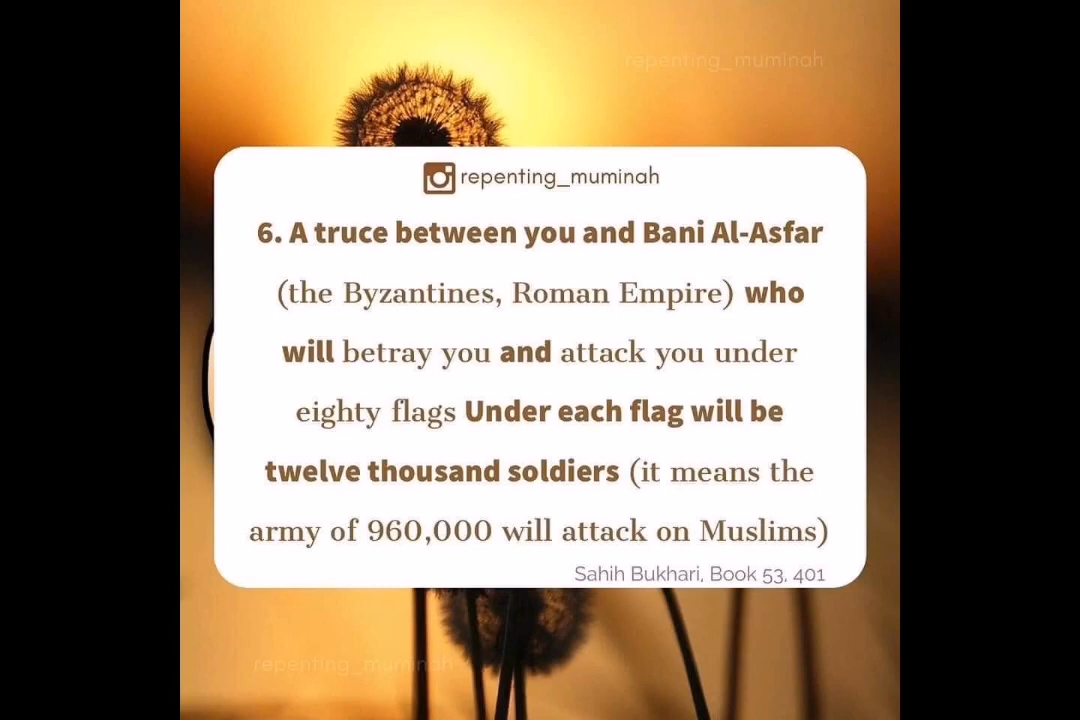 repenting_muminah
repenting_muminah
6. A truce between you and Bani Al-Asfar
(the Byzantines, Roman Empire) who
will betray you and attack you under
eighty flags Under each flag will be
twelve thousand soldiers (it means the
army of 960,000 will attack on Muslims)
Sahih Bukhari, Book 53, 401
repenting_muminah